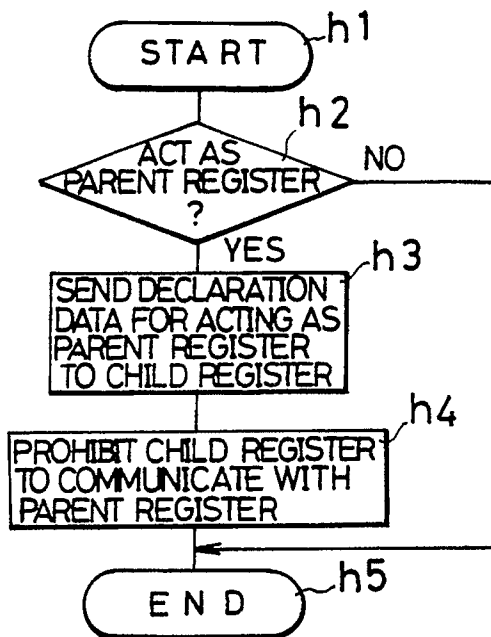 h1
START
h2
ACT AS
PARENT REGISTER
?
NO
YES
h3
SEND DECLARATION
DATA FOR ACTING AS
PARENT REGISTER
TO CHILD REGISTER
h4
PROHIBIT CHILD REGISTER
TO COMMUNICATE WITH
PARENT REGISTER
h5
END